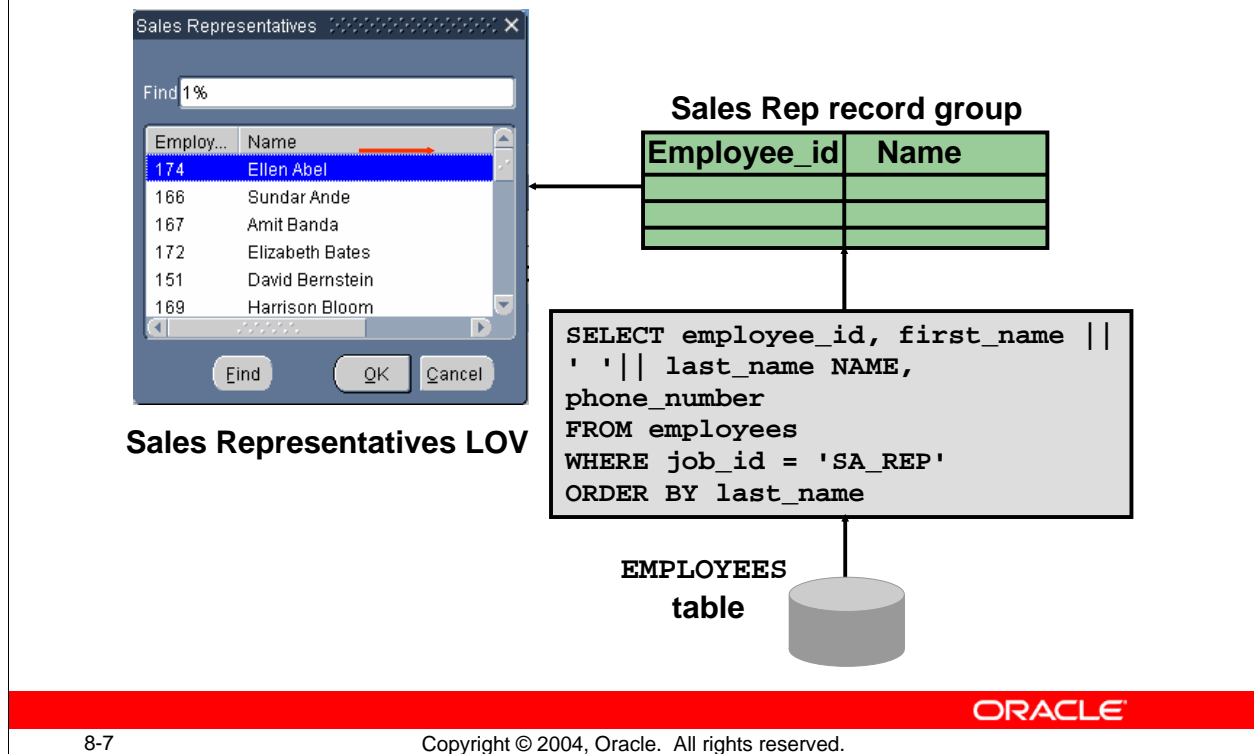 Sales Representatives
Find 1%
Employ... Name
174 Ellen Abel
166 Sundar Ande
167 Amit Banda
172 Elizabeth Bates
151 David Bernstein
169 Harrison Bloom
Find OK Cancel
Sales Representatives LOV
Sales Rep record group
Employee_id Name
SELECT employee_id, first_name ||
' '|| last_name NAME,
phone_number
FROM employees
WHERE job_id = 'SA_REP'
ORDER BY last_name
EMPLOYEES
table
ORACLE
8-7 Copyright © 2004, Oracle. All rights reserved.